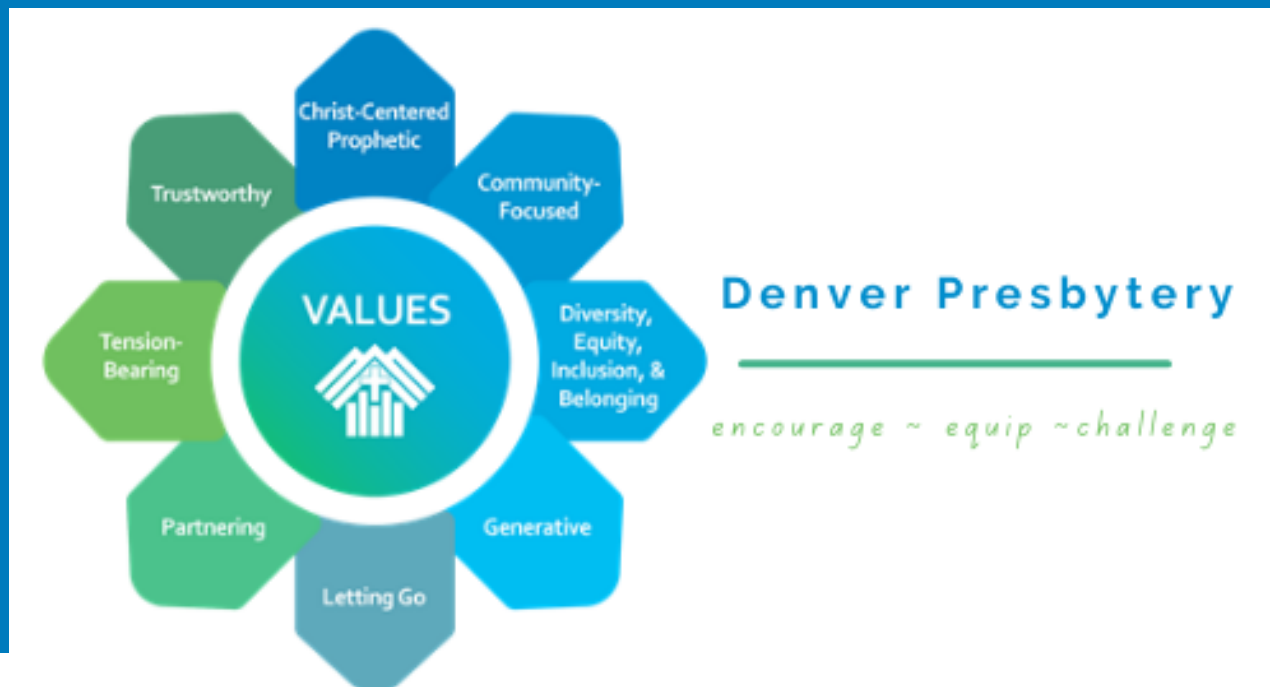 Christ-Centered
Prophetic
Community-
Focused
Diversity,
Equity,
Inclusion, &
Belonging
Generative
Letting Go
Partnering
Tension-
Bearing
Trustworthy
VALUES
Denver Presbytery
encourage ~ equip ~challenge